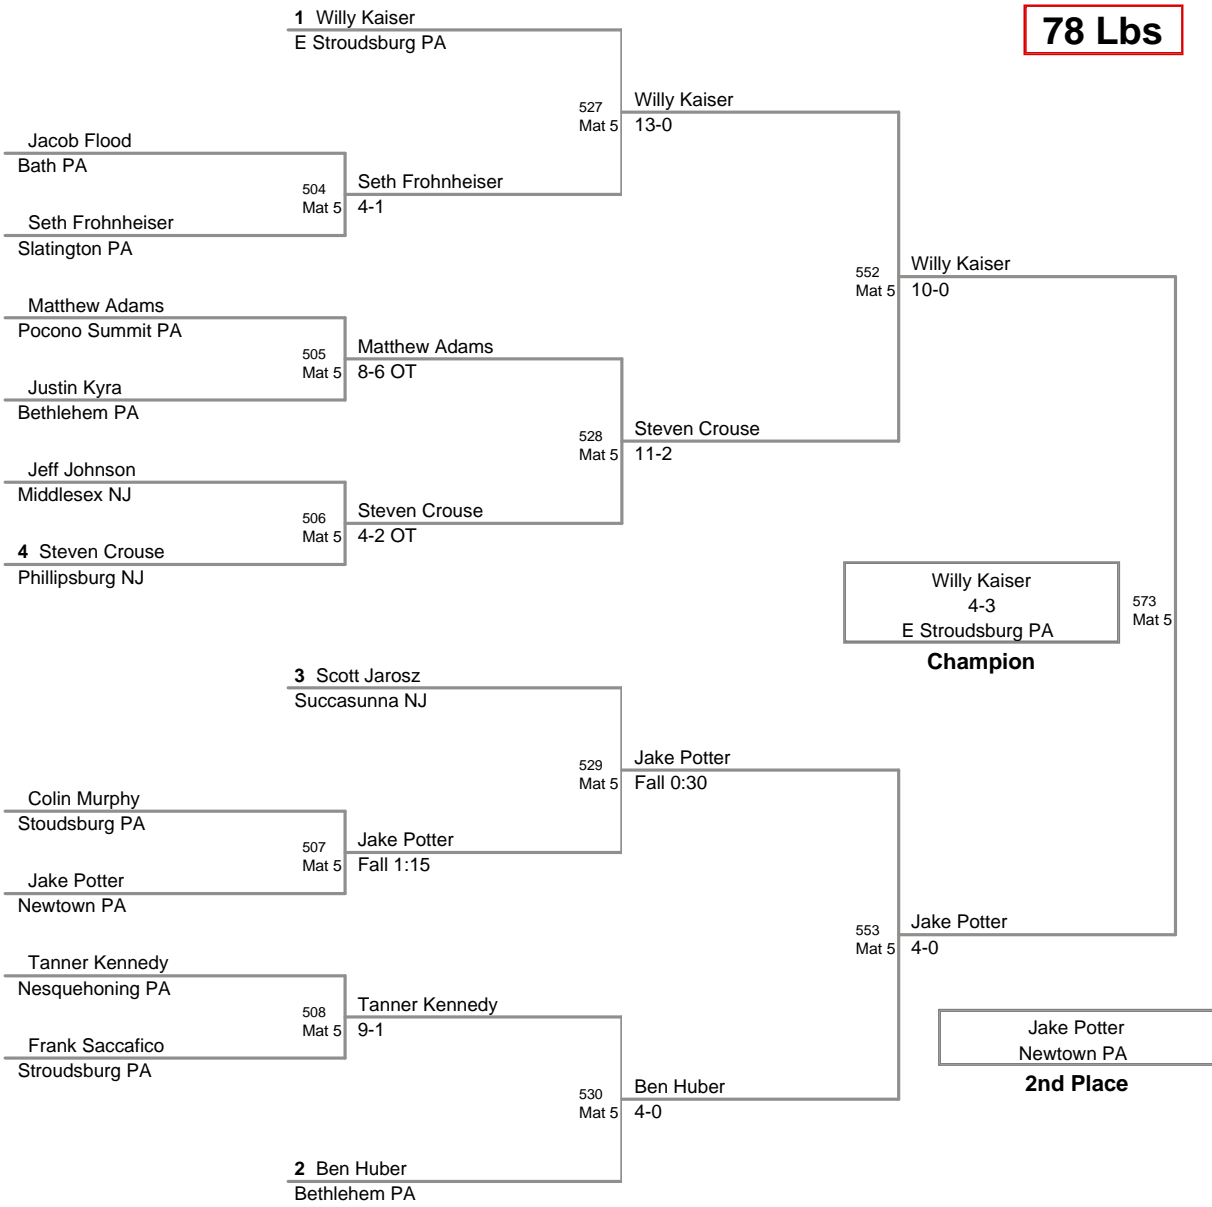 78 Lbs
1 Willy Kaiser
E Stroudsburg PA
527
Mat 5
Willy Kaiser
13-0
Jacob Flood
Bath PA
504
Mat 5
Seth Frohnheiser
4-1
Seth Frohnheiser
Slatington PA
552
Mat 5
Willy Kaiser
10-0
Matthew Adams
Pocono Summit PA
505
Mat 5
Matthew Adams
8-6 OT
Justin Kyra
Bethlehem PA
528
Mat 5
Steven Crouse
11-2
Jeff Johnson
Middlesex NJ
506
Mat 5
Steven Crouse
4-2 OT
4 Steven Crouse
Phillipsburg NJ
Willy Kaiser
4-3
E Stroudsburg PA
Champion
573
Mat 5
3 Scott Jarosz
Succasunna NJ
529
Mat 5
Jake Potter
Fall 0:30
Colin Murphy
Stoudsburg PA
507
Mat 5
Jake Potter
Fall 1:15
Jake Potter
Newtown PA
553
Mat 5
Jake Potter
4-0
Tanner Kennedy
Nesquehoning PA
508
Mat 5
Tanner Kennedy
9-1
Frank Saccafico
Stroudsburg PA
Jake Potter
Newtown PA
2nd Place
530
Mat 5
Ben Huber
4-0
2 Ben Huber
Bethlehem PA